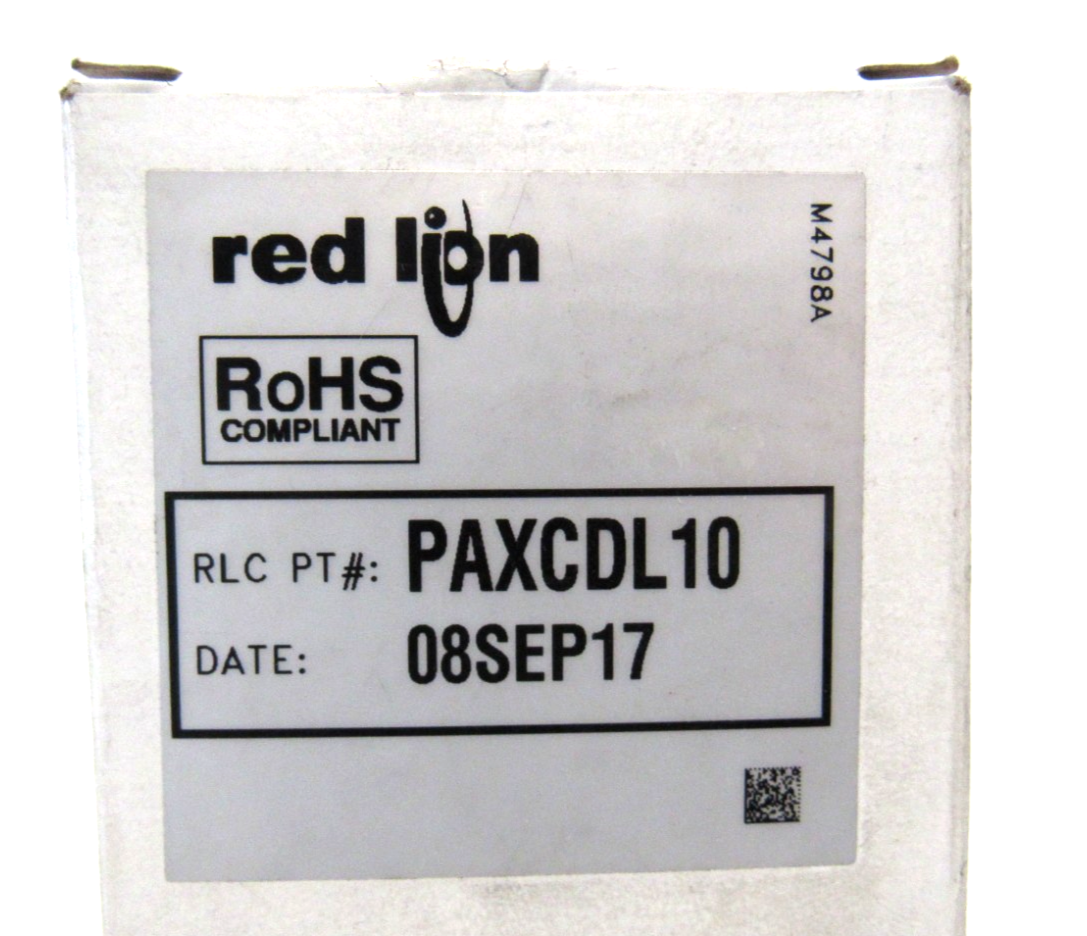 red lion
M4798A
RoHS
COMPLIANT
RLC PT#: PAXCDL10
DATE: 08SEP17